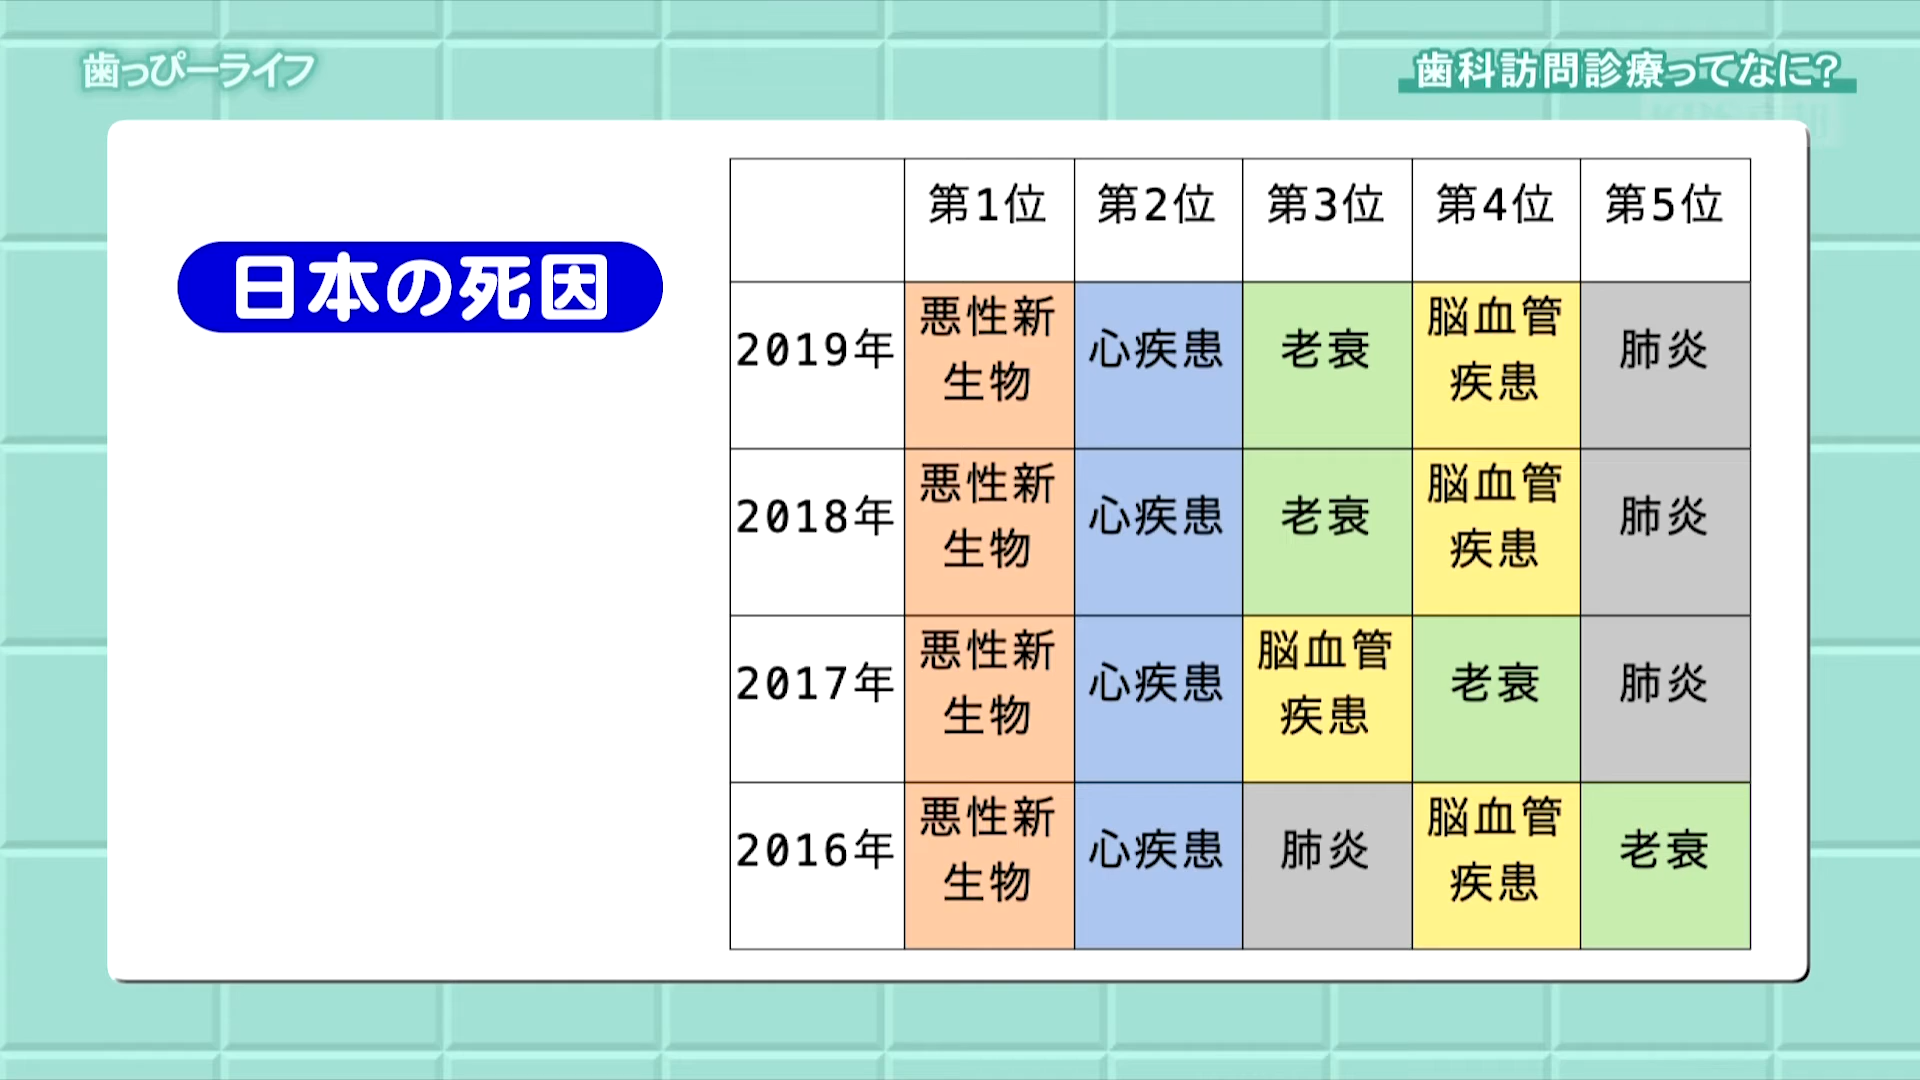 歯っぴーライフ
歯科訪問診療ってなに?
日本の死因
第1位 第2位 第3位 第4位 第5位
2019年 悪性新生物 心疾患 老衰 脳血管疾患 肺炎
2018年 悪性新生物 心疾患 老衰 脳血管疾患 肺炎
2017年 悪性新生物 心疾患 脳血管疾患 老衰 肺炎
2016年 悪性新生物 心疾患 肺炎 脳血管疾患 老衰